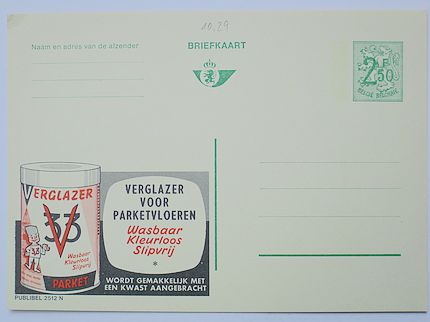 10.29
Naam en adres van de afzender
BRIEFKAART
2F50
BELGIE-BELGIQUE
VERGLAZER
V33
Wasbaar
Kleurloos
Slipvrij
PARKET
VERGLAZER
VOOR
PARKETVLOEREN
Wasbaar
Kleurloos
Slipvrij
*
WORDT GEMAKKELIJK MET
EEN KWAST AANGEBRACHT
PUBLIBEL 2512 N